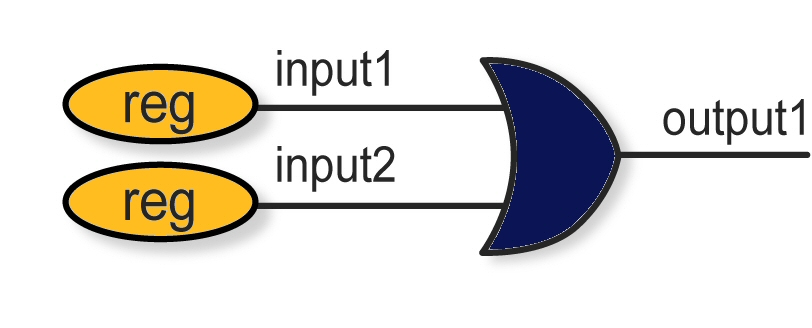 reg
input1
reg
input2
output1